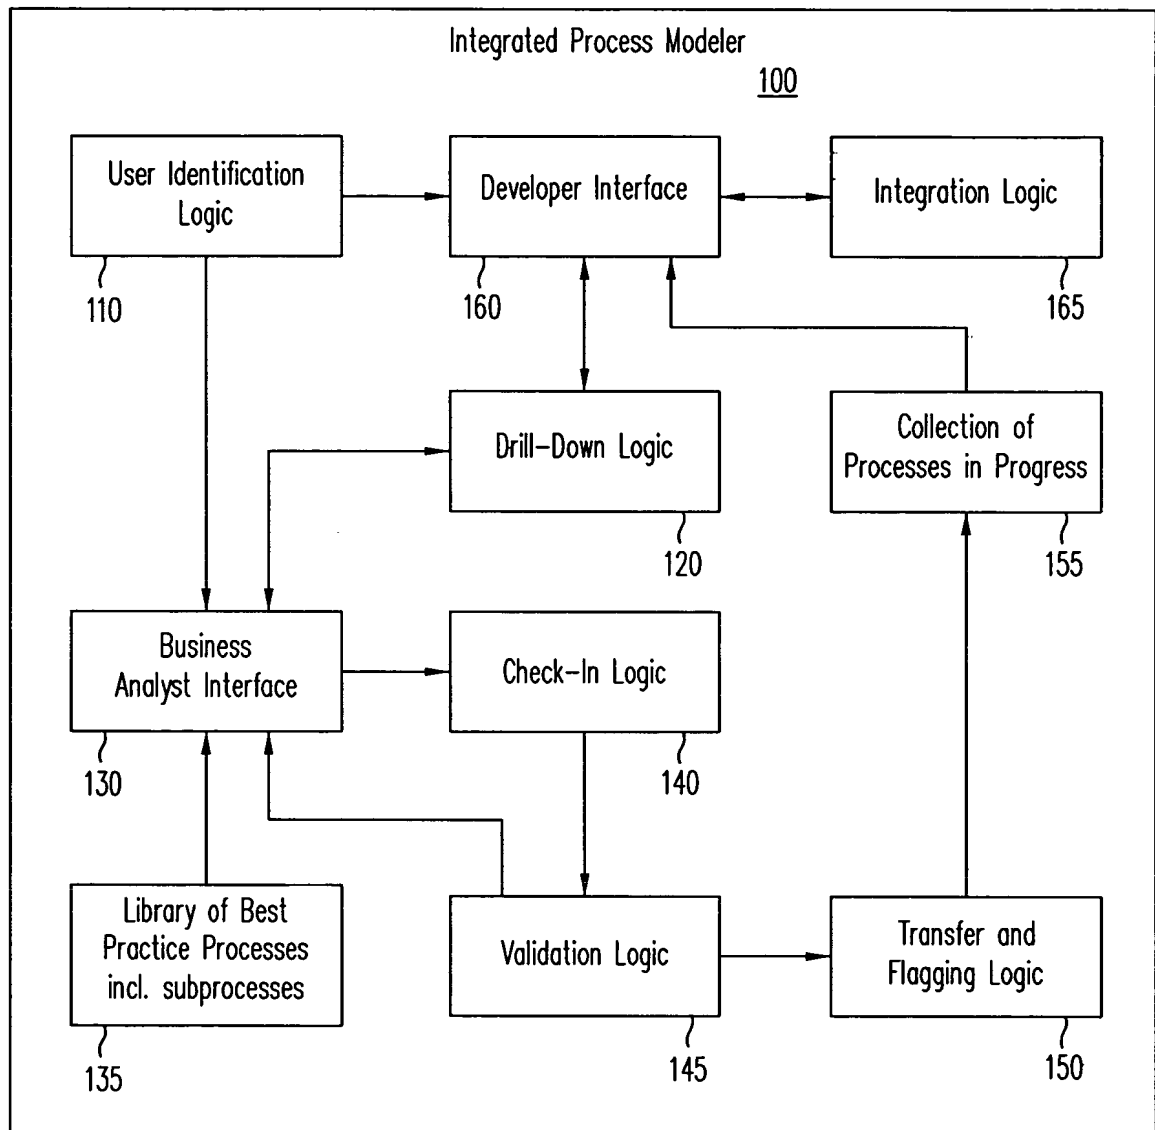 Integrated Process Modeler
100
User Identification
Logic
110
Developer Interface
160
Integration Logic
165
Drill-Down Logic
120
Collection of
Processes in Progress
155
Business
Analyst Interface
130
Check-In Logic
140
Library of Best
Practice Processes
incl. subprocesses
135
Validation Logic
145
Transfer and
Flagging Logic
150